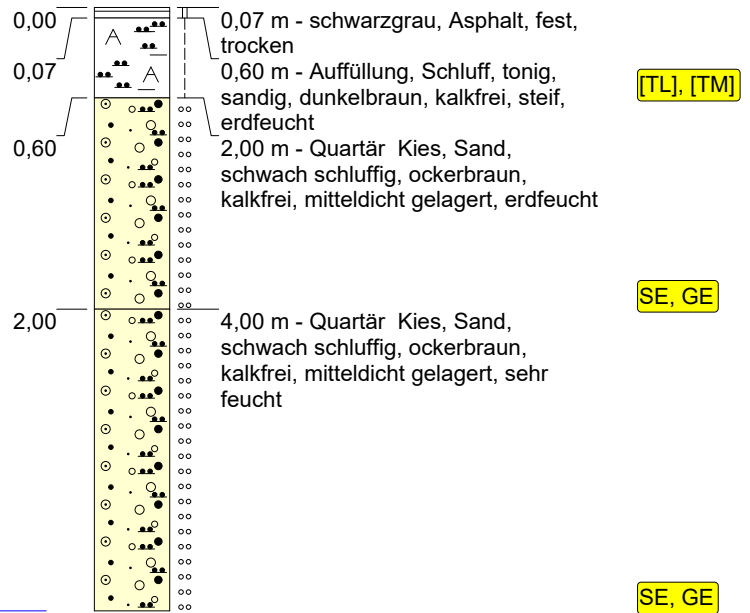 0,00
0,07 m - schwarzgrau, Asphalt, fest,
trocken
0,07
0,60 m - Auffüllung, Schluff, tonig,
sandig, dunkelbraun, kalkfrei, steif,
erdfeucht
[TL], [TM]
0,60
2,00 m - Quartär  Kies, Sand,
schwach schluffig, ockerbraun,
kalkfrei, mitteldicht gelagert, erdfeucht
SE, GE
2,00
4,00 m - Quartär  Kies, Sand,
schwach schluffig, ockerbraun,
kalkfrei, mitteldicht gelagert, sehr
feucht
SE, GE
A
A